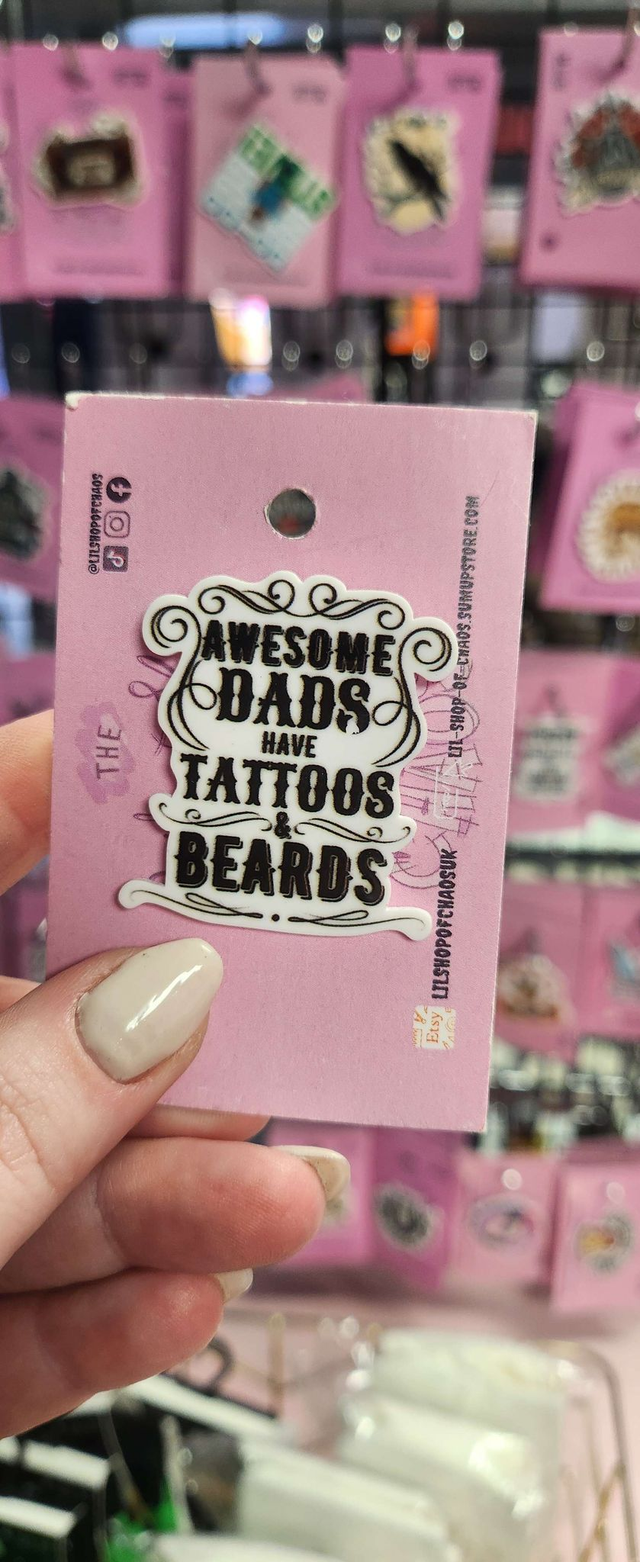 @LILSHOPOFCHAOS
AWESOME
DADS
HAVE
TATTOOS
&
BEARDS
THE
LIL-SHOP-OF-CHAOS.SUMUPSTORE.COM
LILSHOPOFCHAOSUK
Etsy